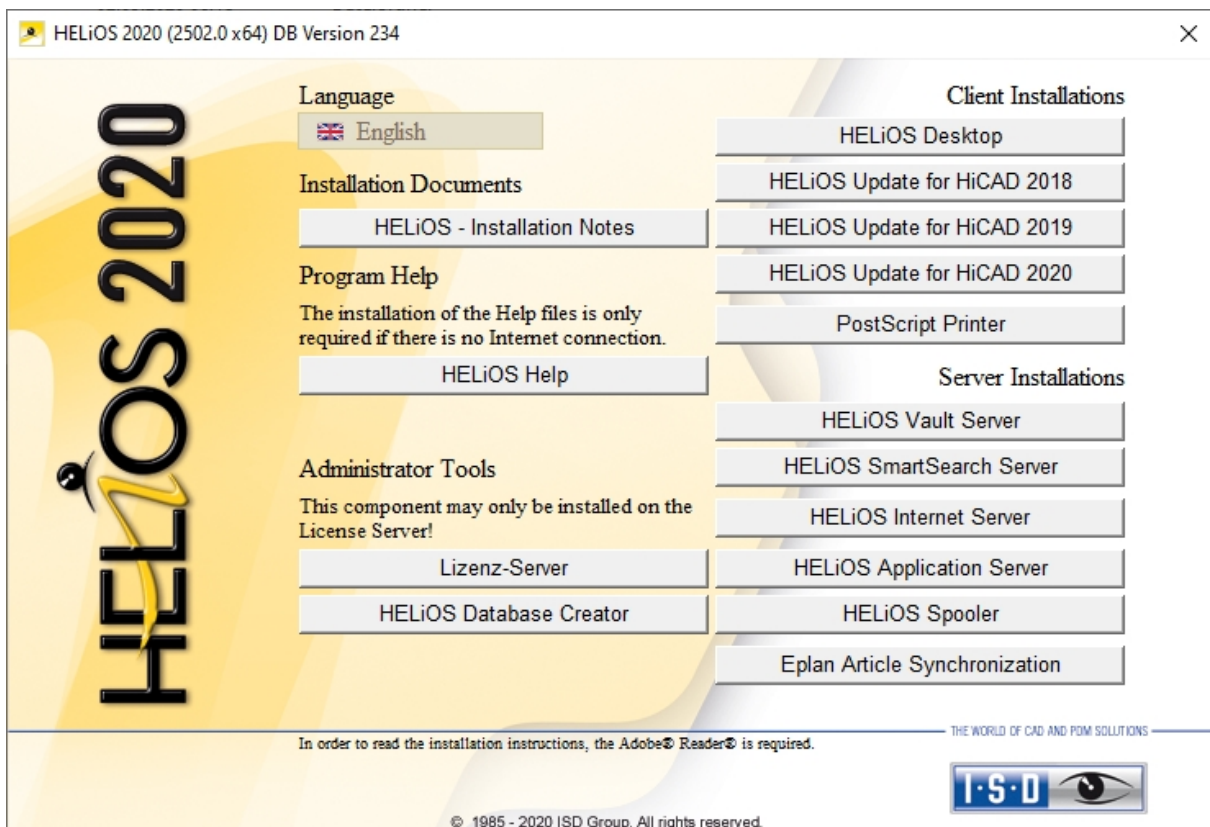 HELiOS 2020 (2502.0 x64) DB Version 234
HELiOS 2020
Language
English
Installation Documents
HELiOS - Installation Notes
Program Help
The installation of the Help files is only
required if there is no Internet connection.
HELiOS Help
Administrator Tools
This component may only be installed on the
License Server!
Lizenz-Server
HELiOS Database Creator
Client Installations
HELiOS Desktop
HELiOS Update for HiCAD 2018
HELiOS Update for HiCAD 2019
HELiOS Update for HiCAD 2020
PostScript Printer
Server Installations
HELiOS Vault Server
HELiOS SmartSearch Server
HELiOS Internet Server
HELiOS Application Server
HELiOS Spooler
Eplan Article Synchronization
In order to read the installation instructions, the Adobe® Reader® is required.
THE WORLD OF CAD AND PDM SOLUTIONS
I·S·D
© 1985 - 2020 ISD Group. All rights reserved.